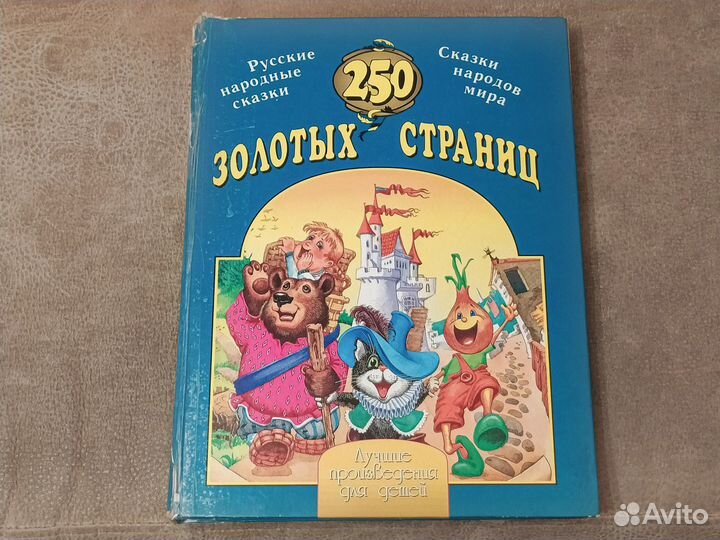 Русские
народные
сказки
250
Сказки
народов
мира
ЗОЛОТЫХ СТРАНИЦ
Лучшие
произведения
для детей
Avito